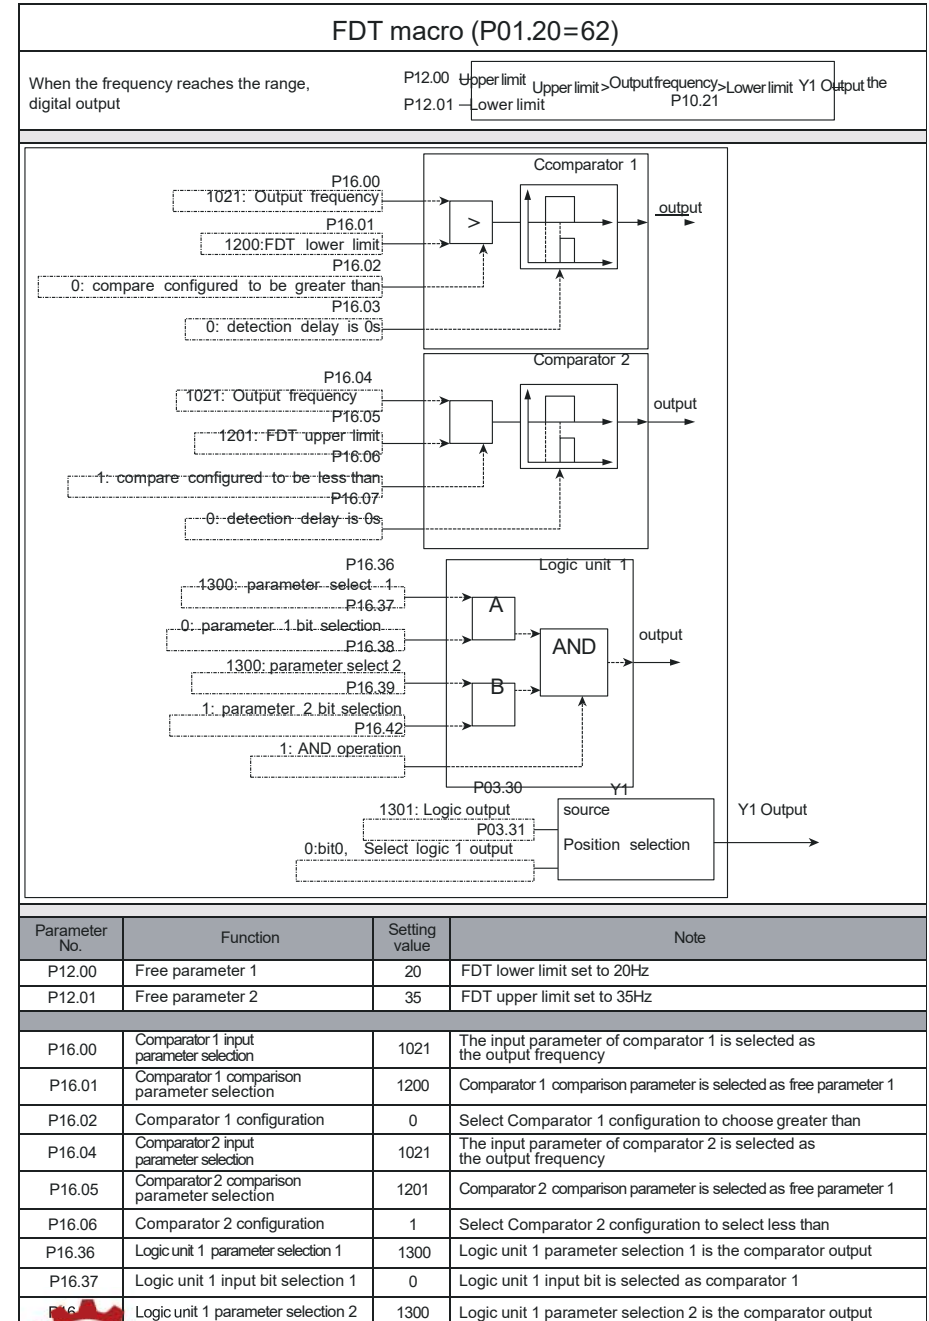 FDT macro (P01.20=62)
When the frequency reaches the range,
digital output
P12.00 Upper limit
P12.01 Lower limit
Upper limit>Output frequency>Lower limit
P10.21
Y1 Output the
Ccomparator 1
P16.00
1021: Output frequency
output
P16.01
1200:FDT lower limit
>
P16.02
0: compare configured to be greater than
P16.03
0: detection delay is 0s
Comparator 2
P16.04
1021: Output frequency
output
P16.05
1201: FDT upper limit
P16.06
1: compare configured to be less than
P16.07
0: detection delay is 0s
P16.36
Logic unit 1
1300: parameter select 1
A
P16.37
0: parameter 1 bit selection
AND
output
P16.38
1300: parameter select 2
B
P16.39
1: parameter 2 bit selection
P16.42
1: AND operation
P03.30
Y1
1301: Logic output
source
Y1 Output
P03.31
0:bit0, Select logic 1 output
Position selection
Parameter No. Function Setting value Note
P12.00 Free parameter 1 20 FDT lower limit set to 20Hz
P12.01 Free parameter 2 35 FDT upper limit set to 35Hz
P16.00 Comparator 1 input parameter selection 1021 The input parameter of comparator 1 is selected as the output frequency
P16.01 Comparator 1 comparison parameter selection 1200 Comparator 1 comparison parameter is selected as free parameter 1
P16.02 Comparator 1 configuration 0 Select Comparator 1 configuration to choose greater than
P16.04 Comparator 2 input parameter selection 1021 The input parameter of comparator 2 is selected as the output frequency
P16.05 Comparator 2 comparison parameter selection 1201 Comparator 2 comparison parameter is selected as free parameter 1
P16.06 Comparator 2 configuration 1 Select Comparator 2 configuration to select less than
P16.36 Logic unit 1 parameter selection 1 1300 Logic unit 1 parameter selection 1 is the comparator output
P16.37 Logic unit 1 input bit selection 1 0 Logic unit 1 input bit is selected as comparator 1
Logic unit 1 parameter selection 2 1300 Logic unit 1 parameter selection 2 is the comparator output